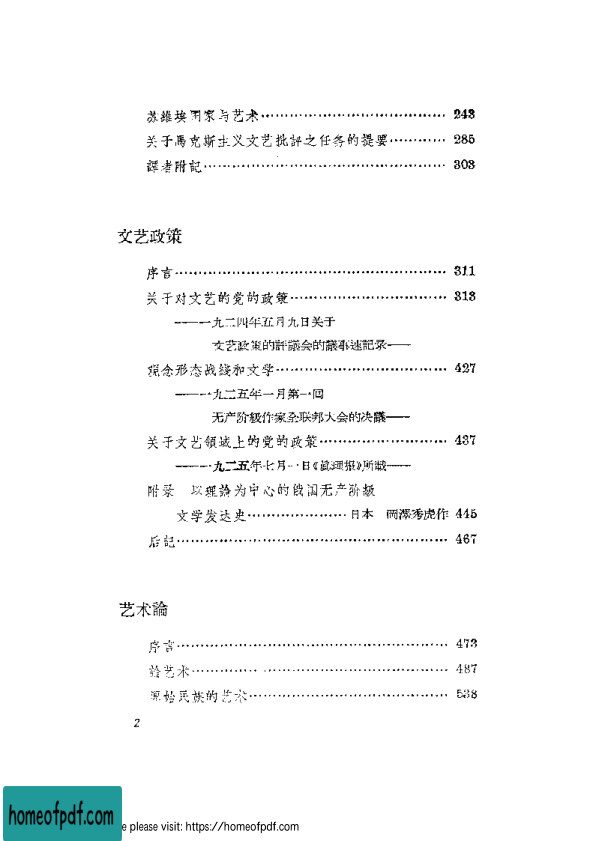 苏維埃国家与艺术 243
关于馬克斯主义文艺批評之任务的提要 285
譯者附記 303
文艺政策
序言 311
关于对文艺的党的政策 313
——一九二四年五月九日关于
文艺政策的評議会的議事速記录——
观念形态战綫和文学 427
——一九二五年一月第一回
无产阶級作家全联邦大会的决議——
关于文艺領域上的党的政策 437
——一九二五年七月一日《眞理报》所載——
附录 以理論为中心的俄国无产阶級
文学发达史 日本 岡澤秀虎作 445
后記 467
艺术論
序言 473
論艺术 487
原始民族的艺术 538
2
homeofpdf.com
e please visit: https://homeofpdf.com